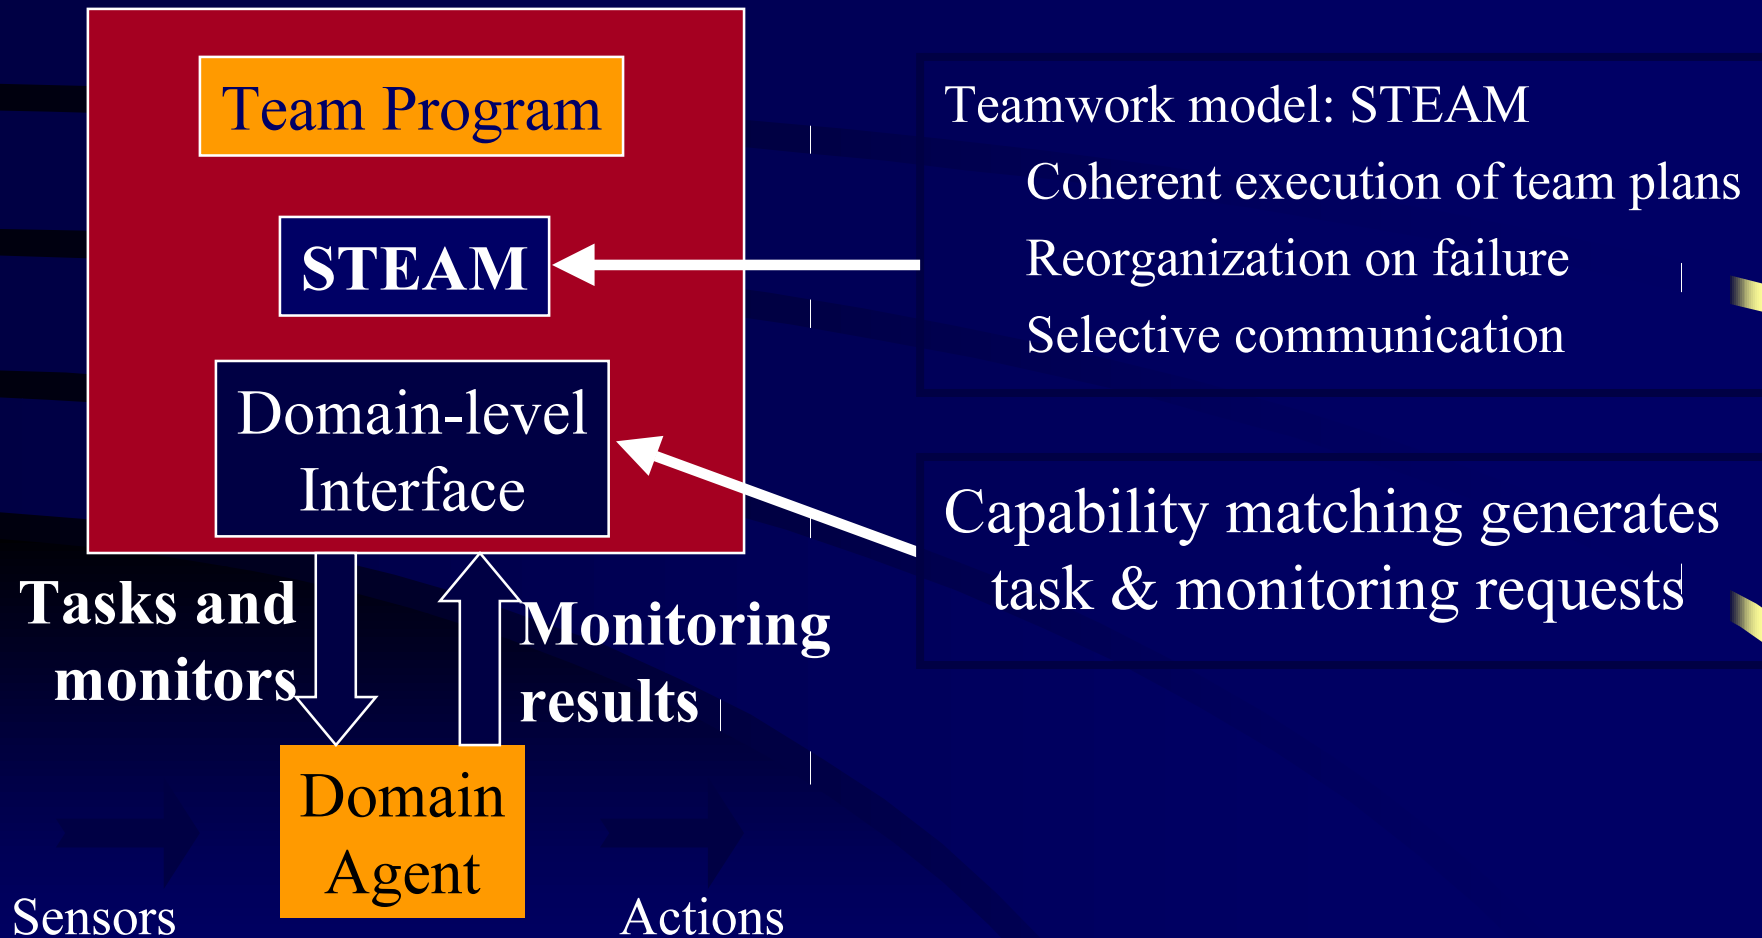 Team Program
STEAM
Domain-level
Interface
Teamwork model: STEAM
Coherent execution of team plans
Reorganization on failure
Selective communication
Capability matching generates
task & monitoring requests
Tasks and
monitors
Monitoring
results
Domain
Agent
Sensors
Actions